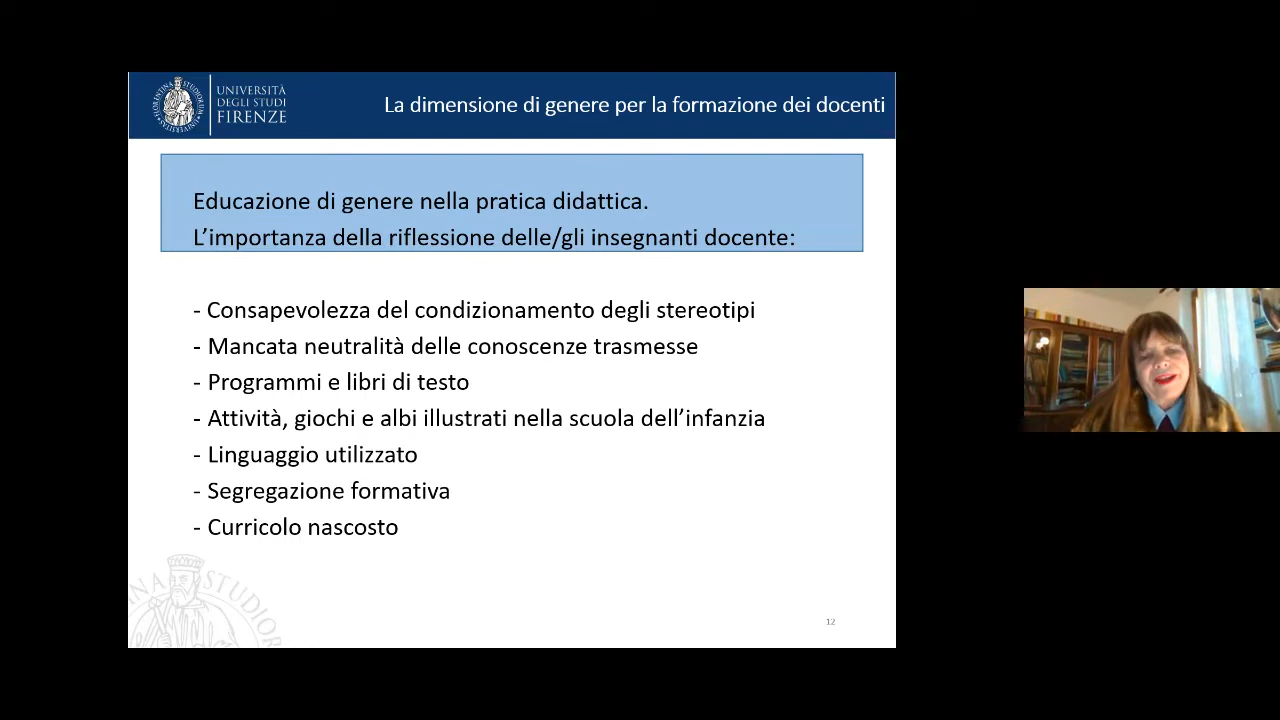 UNIVERSITÀ
DEGLI STUDI
FIRENZE
La dimensione di genere per la formazione dei docenti
Educazione di genere nella pratica didattica.
L’importanza della riflessione delle/gli insegnanti docente:
- Consapevolezza del condizionamento degli stereotipi
- Mancata neutralità delle conoscenze trasmesse
- Programmi e libri di testo
- Attività, giochi e albi illustrati nella scuola dell’infanzia
- Linguaggio utilizzato
- Segregazione formativa
- Curricolo nascosto
12